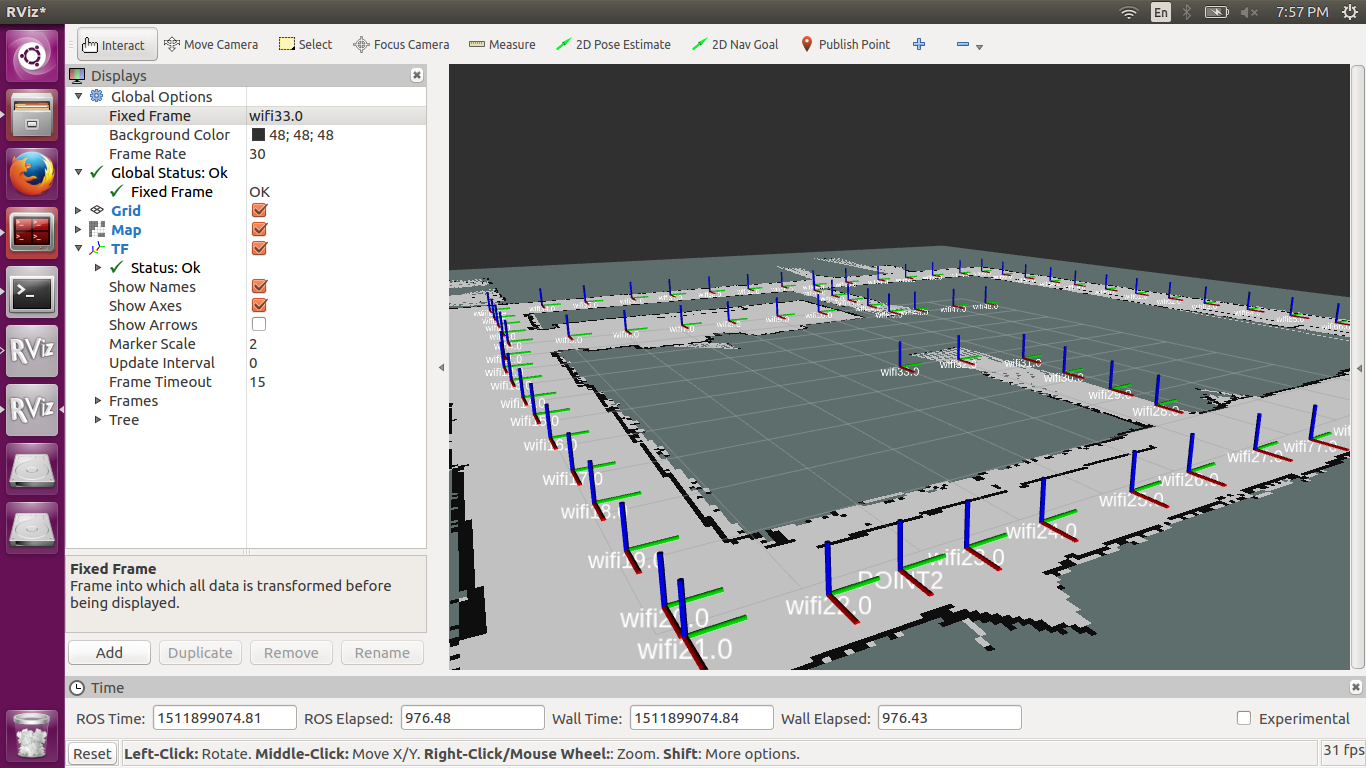 RViz*
En
7:57 PM
Interact
Move Camera
Select
Focus Camera
Measure
2D Pose Estimate
2D Nav Goal
Publish Point
Displays
Global Options
Fixed Frame wifi33.0
Background Color 48; 48; 48
Frame Rate 30
Global Status: Ok
Fixed Frame OK
Grid
Map
TF
Status: Ok
Show Names
Show Axes
Show Arrows
Marker Scale 2
Update Interval 0
Frame Timeout 15
Frames
Tree
RViz
RViz
wifi33.0
wifi31.0
wifi30.0
wifi29.0
wifi28.0
wifi27.0
wifi77.0
wifi26.0
wifi25.0
wifi24.0
wifi23.0
POINT2
wifi22.0
wifi16.0
wifi17.0
wifi18.
wifi19.0
wifi21.0
Fixed Frame
Frame into which all data is transformed before
being displayed.
Add
Duplicate
Remove
Rename
Time
ROS Time: 1511899074.81
ROS Elapsed: 976.48
Wall Time: 1511899074.84
Wall Elapsed: 976.43
Experimental
Reset
Left-Click: Rotate. Middle-Click: Move X/Y. Right-Click/Mouse Wheel:: Zoom. Shift: More options.
31 fps